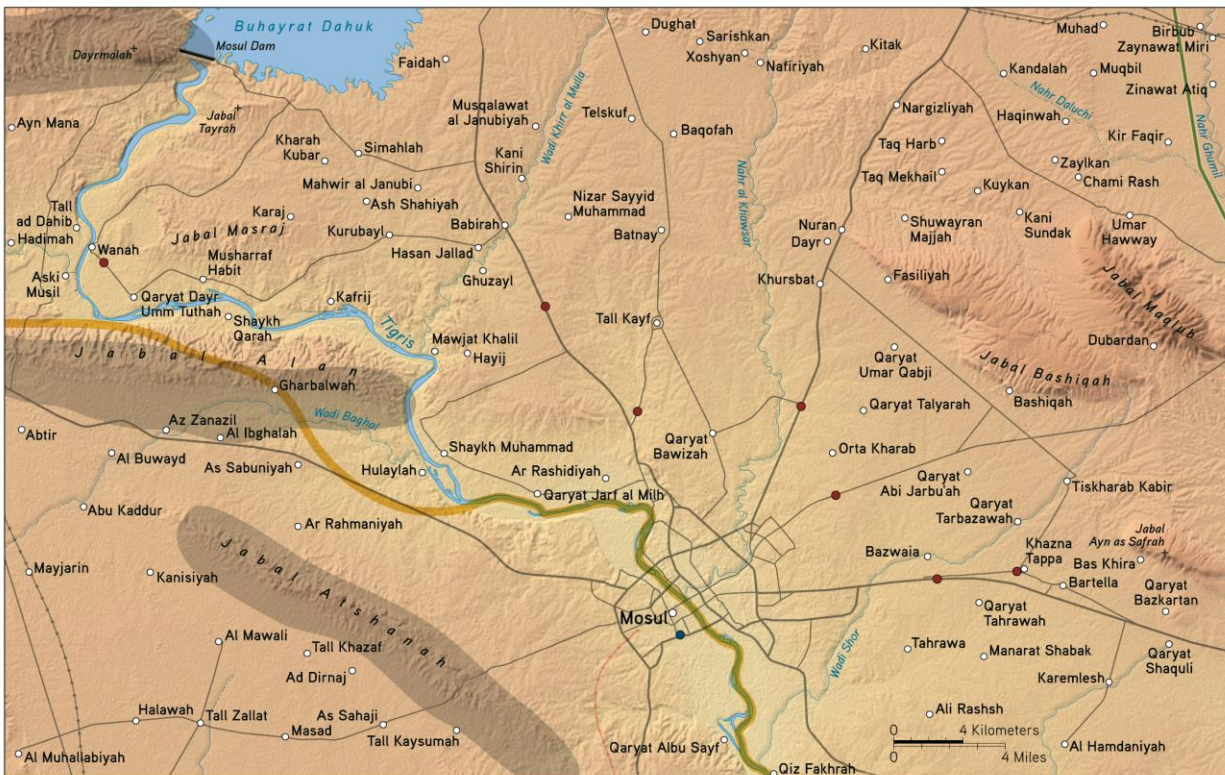 Buhayrat Dahuk
Mosul Dam
Dayrmalah
Faidah
Dughat
Sarishkan
Xoshyan
Nafiriyah
Kitak
Muhad
Birbub
Zaynawat Miri
Kandalah
Muqbil
Zinawat Atiq
Ayn Mana
Jabal
Tayrah
Musqalawat
al Janubiyah
Wadi Khirr al Mulla
Telskuf
Baqofah
Nargizliyah
Nahr Daluchi
Haqinwah
Kir Faqir
Nahr Ghumil
Kharah
Kubar
Simahlah
Kani
Shirin
Nahr al Khawsar
Taq Harb
Taq Mekhail
Zaylkan
Chami Rash
Kuykan
Mahwir al Janubi
Ash Shahiyah
Tall
ad Dahib
Hadimah
Wanah
Karaj
Jabal Masraj
Kurubayl
Babirah
Nizar Sayyid
Muhammad
Batnay
Nuran
Dayr
Shuwayran
Majjah
Kani
Sundak
Umar
Hawway
Hasan Jallad
Musharraf
Habit
Ghuzayl
Aski
Musil
Khursbat
Fasiliyah
Jabal Maqlub
Qaryat Dayr
Umm Tuthah
Kafrij
Shaykh
Qarah
Tigris
Tall Kayf
Mawjat Khalil
Hayij
Jabal Alan
Gharbalwah
Qaryat
Umar Qabji
Dubardan
Jabal Bashiqah
Bashiqah
Qaryat Talyarah
Wadi Baghal
Az Zanazil
Al Ibghalah
Abtir
Al Buwayd
As Sabuniyah
Shaykh Muhammad
Ar Rashidiyah
Qaryat
Bawizah
Orta Kharab
Hulaylah
Qaryat Jarf al Milh
Qaryat
Abi Jarbu'ah
Tiskharab Kabir
Abu Kaddur
Ar Rahmaniyah
Qaryat
Tarbazawah
Jabal
Ayn as Safrah
Jabal Atshanah
Mayjarin
Kanisiyah
Bazwaia
Khazna
Tappa
Bas Khira
Bartella
Qaryat
Bazkartan
Mosul
Qaryat
Tahrawah
Al Mawali
Tall Khazaf
Ad Dirnaj
Wadi Shor
Tahrawa
Manarat Shabak
Qaryat
Shaquli
Karemlesh
Halawah
Tall Zallat
Masad
As Sahaji
Tall Kaysumah
Ali Rashsh
Al Muhallabiyah
Qaryat Albu Sayf
Qiz Fakhrah
Al Hamdaniyah
0 4 Kilometers
0 4 Miles